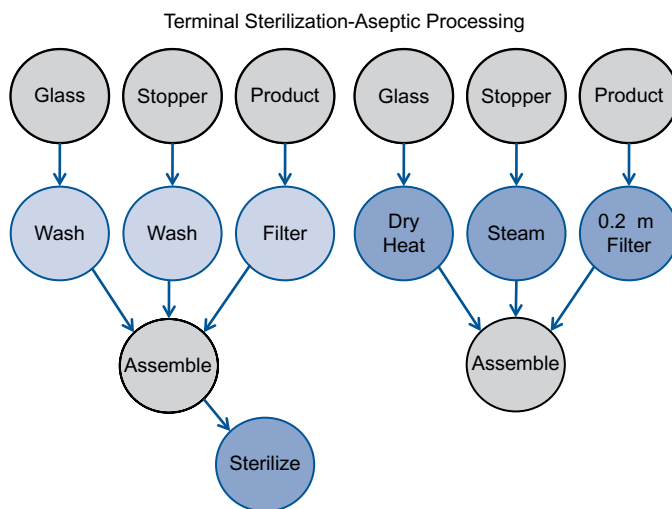 Terminal Sterilization-Aseptic Processing
Glass Stopper Product Glass Stopper Product
Wash Wash Filter Dry Heat Steam 0.2 m Filter
Assemble Assemble
Sterilize